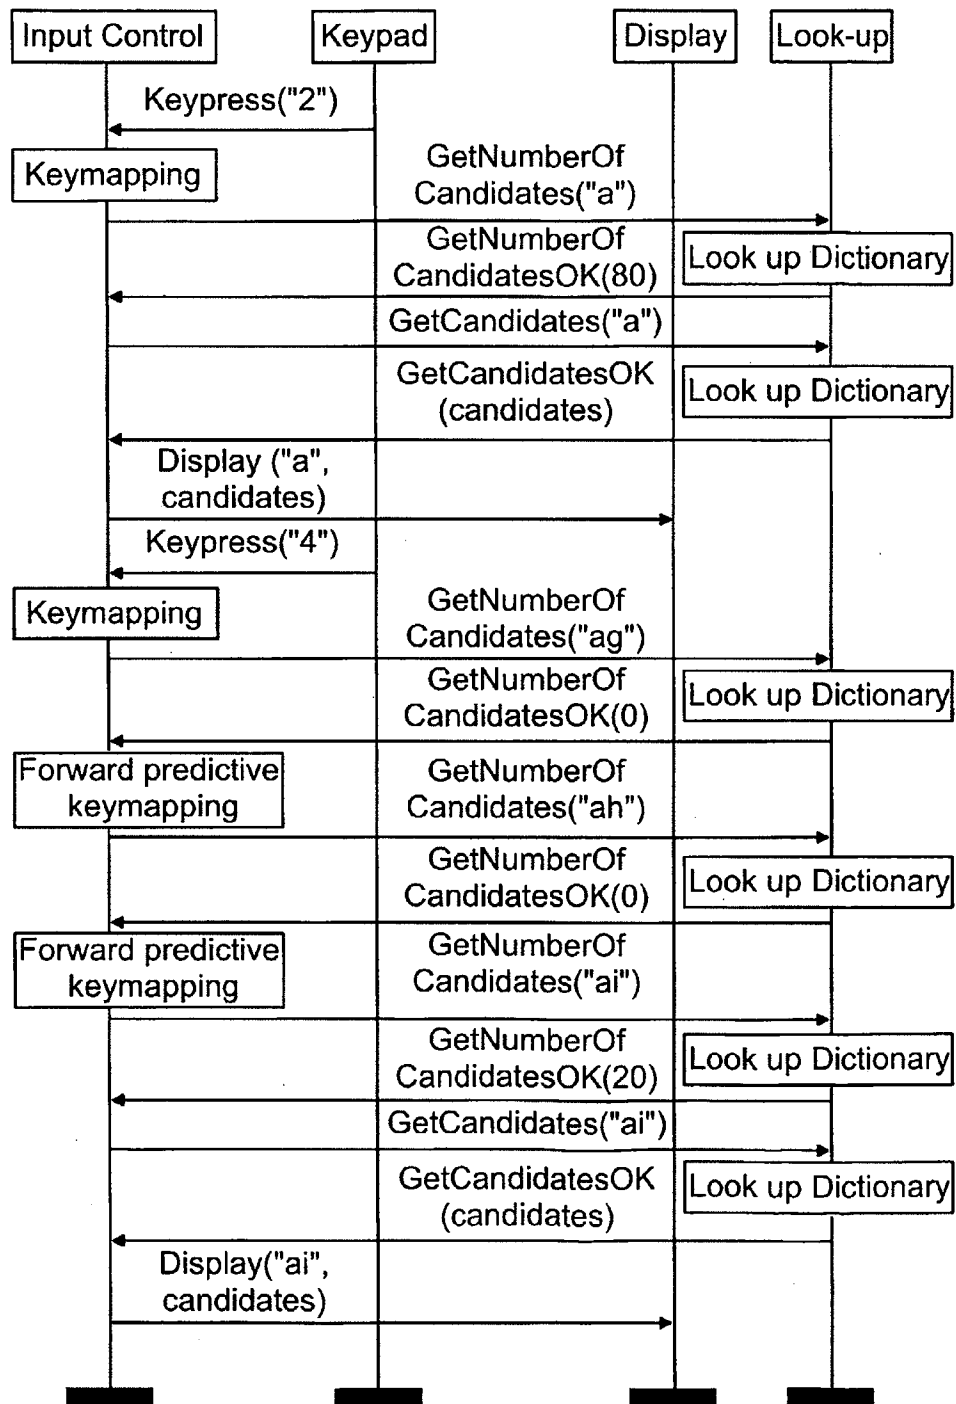 Input Control
Keypad
Display
Look-up
Keypress("2")
Keymapping
GetNumberOf
Candidates("a")
GetNumberOf
CandidatesOK(80)
Look up Dictionary
GetCandidates("a")
GetCandidatesOK
(candidates)
Look up Dictionary
Display ("a",
candidates)
Keypress("4")
Keymapping
GetNumberOf
Candidates("ag")
GetNumberOf
CandidatesOK(0)
Look up Dictionary
Forward predictive
keymapping
GetNumberOf
Candidates("ah")
GetNumberOf
CandidatesOK(0)
Look up Dictionary
Forward predictive
keymapping
GetNumberOf
Candidates("ai")
GetNumberOf
CandidatesOK(20)
Look up Dictionary
GetCandidates("ai")
GetCandidatesOK
(candidates)
Look up Dictionary
Display("ai",
candidates)